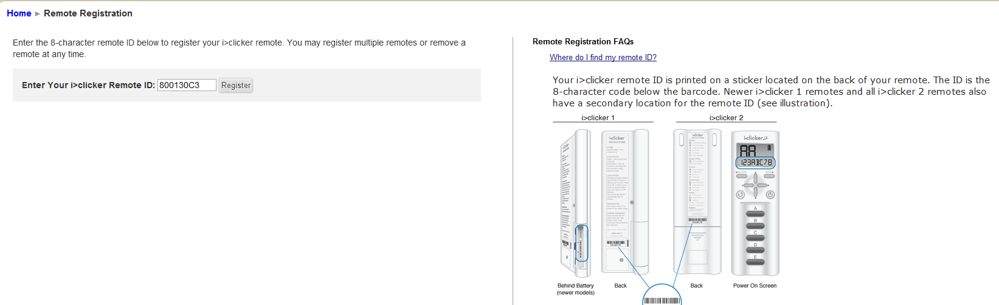 Home ▸ Remote Registration
Enter the 8-character remote ID below to register your i>clicker remote. You may register multiple remotes or remove a
remote at any time.
Enter Your i>clicker Remote ID: 800130C3 Register
Remote Registration FAQs
Where do I find my remote ID?
Your i>clicker remote ID is printed on a sticker located on the back of your remote. The ID is the
8-character code below the barcode. Newer i>clicker 1 remotes and all i>clicker 2 remotes also
have a secondary location for the remote ID (see illustration).
i>clicker 1
i>clicker 2
i>clicker
INSTRUCTIONS
i>clicker
INSTRUCTIONS
i>clicker 2
AA
123ABC78
A
B
C
D
E
Behind Battery
(newer models)
Back
Back
Power On Screen